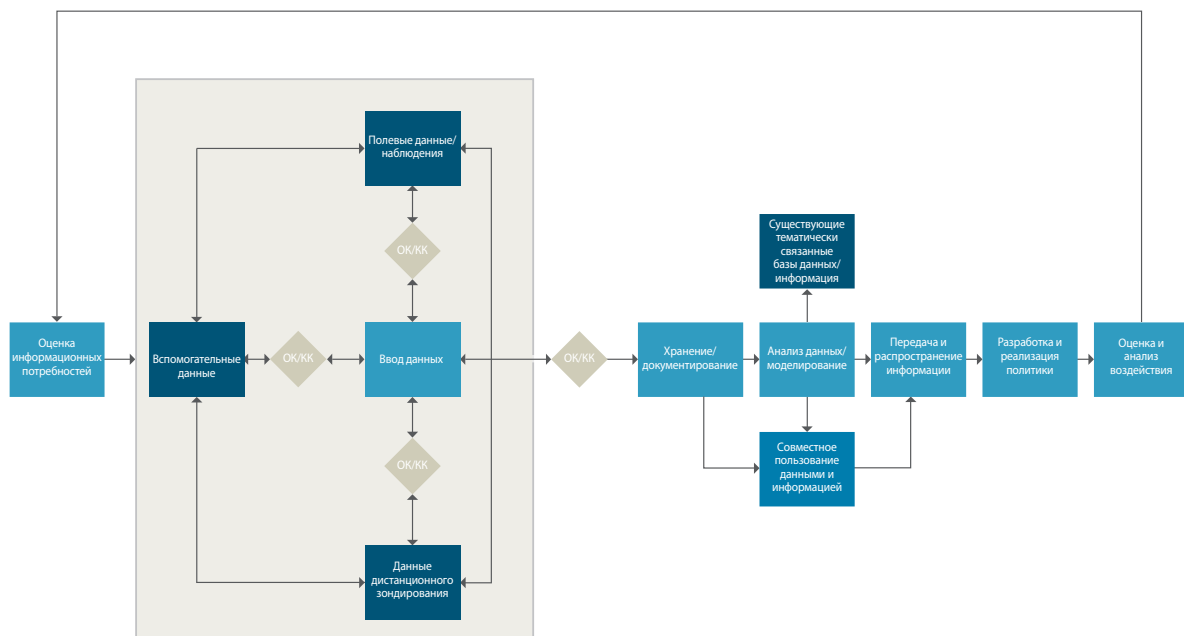 Полевые данные/
наблюдения
ОК/КК
Существующие
тематически
связанные
базы данных/
информация
Оценка
информационных
потребностей
Вспомогательные
данные
ОК/КК
Ввод данных
ОК/КК
Хранение/
документирование
Анализ данных/
моделирование
Передача и
распространение
информации
Разработка и
реализация
политики
Оценка и
анализ
воздействия
ОК/КК
Совместное
пользование
данными и
информацией
Данные
дистанционного
зондирования